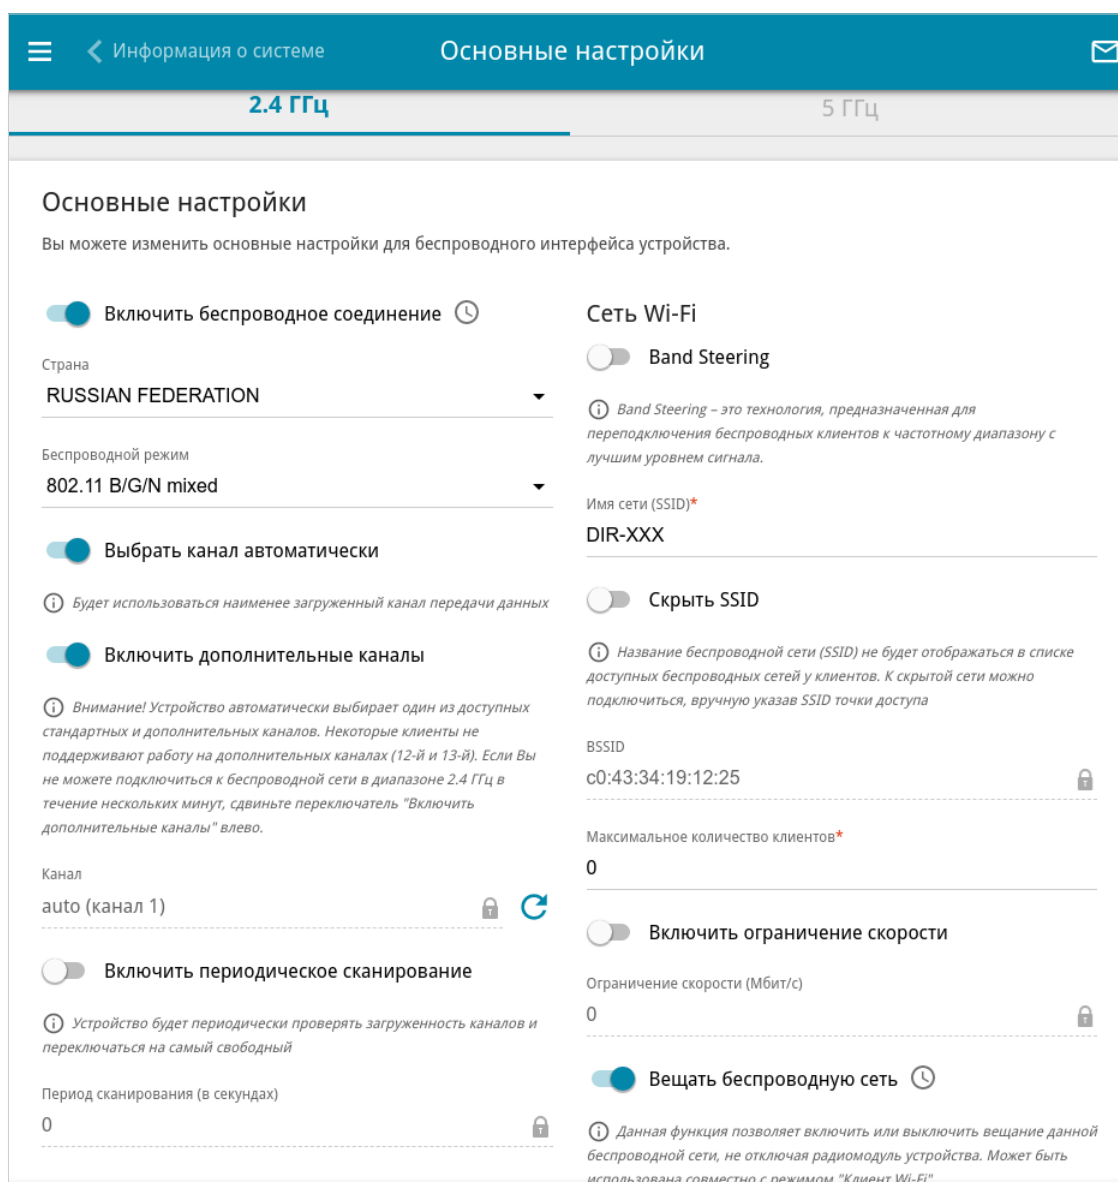 Информация о системе
Основные настройки
2.4 ГГц
5 ГГц
Основные настройки
Вы можете изменить основные настройки для беспроводного интерфейса устройства.
Включить беспроводное соединение
Страна
RUSSIAN FEDERATION
Беспроводной режим
802.11 B/G/N mixed
Выбрать канал автоматически
Будет использоваться наименее загруженный канал передачи данных
Включить дополнительные каналы
Внимание! Устройство автоматически выбирает один из доступных
стандартных и дополнительных каналов. Некоторые клиенты не
поддерживают работу на дополнительных каналах (12-й и 13-й). Если Вы
не можете подключиться к беспроводной сети в диапазоне 2.4 ГГц в
течение нескольких минут, сдвиньте переключатель "Включить
дополнительные каналы" влево.
Канал
auto (канал 1)
Включить периодическое сканирование
Устройство будет периодически проверять загруженность каналов и
переключаться на самый свободный
Период сканирования (в секундах)
0
Сеть Wi-Fi
Band Steering
Band Steering – это технология, предназначенная для
переподключения беспроводных клиентов к частотному диапазону с
лучшим уровнем сигнала.
Имя сети (SSID)*
DIR-XXX
Скрыть SSID
Название беспроводной сети (SSID) не будет отображаться в списке
доступных беспроводных сетей у клиентов. К скрытой сети можно
подключиться, вручную указав SSID точки доступа
BSSID
c0:43:34:19:12:25
Максимальное количество клиентов*
0
Включить ограничение скорости
Ограничение скорости (Мбит/с)
0
Вещать беспроводную сеть
Данная функция позволяет включить или выключить вещание данной
беспроводной сети, не отключая радиомодуль устройства. Может быть
использована совместно с режимом "Клиент Wi-Fi"